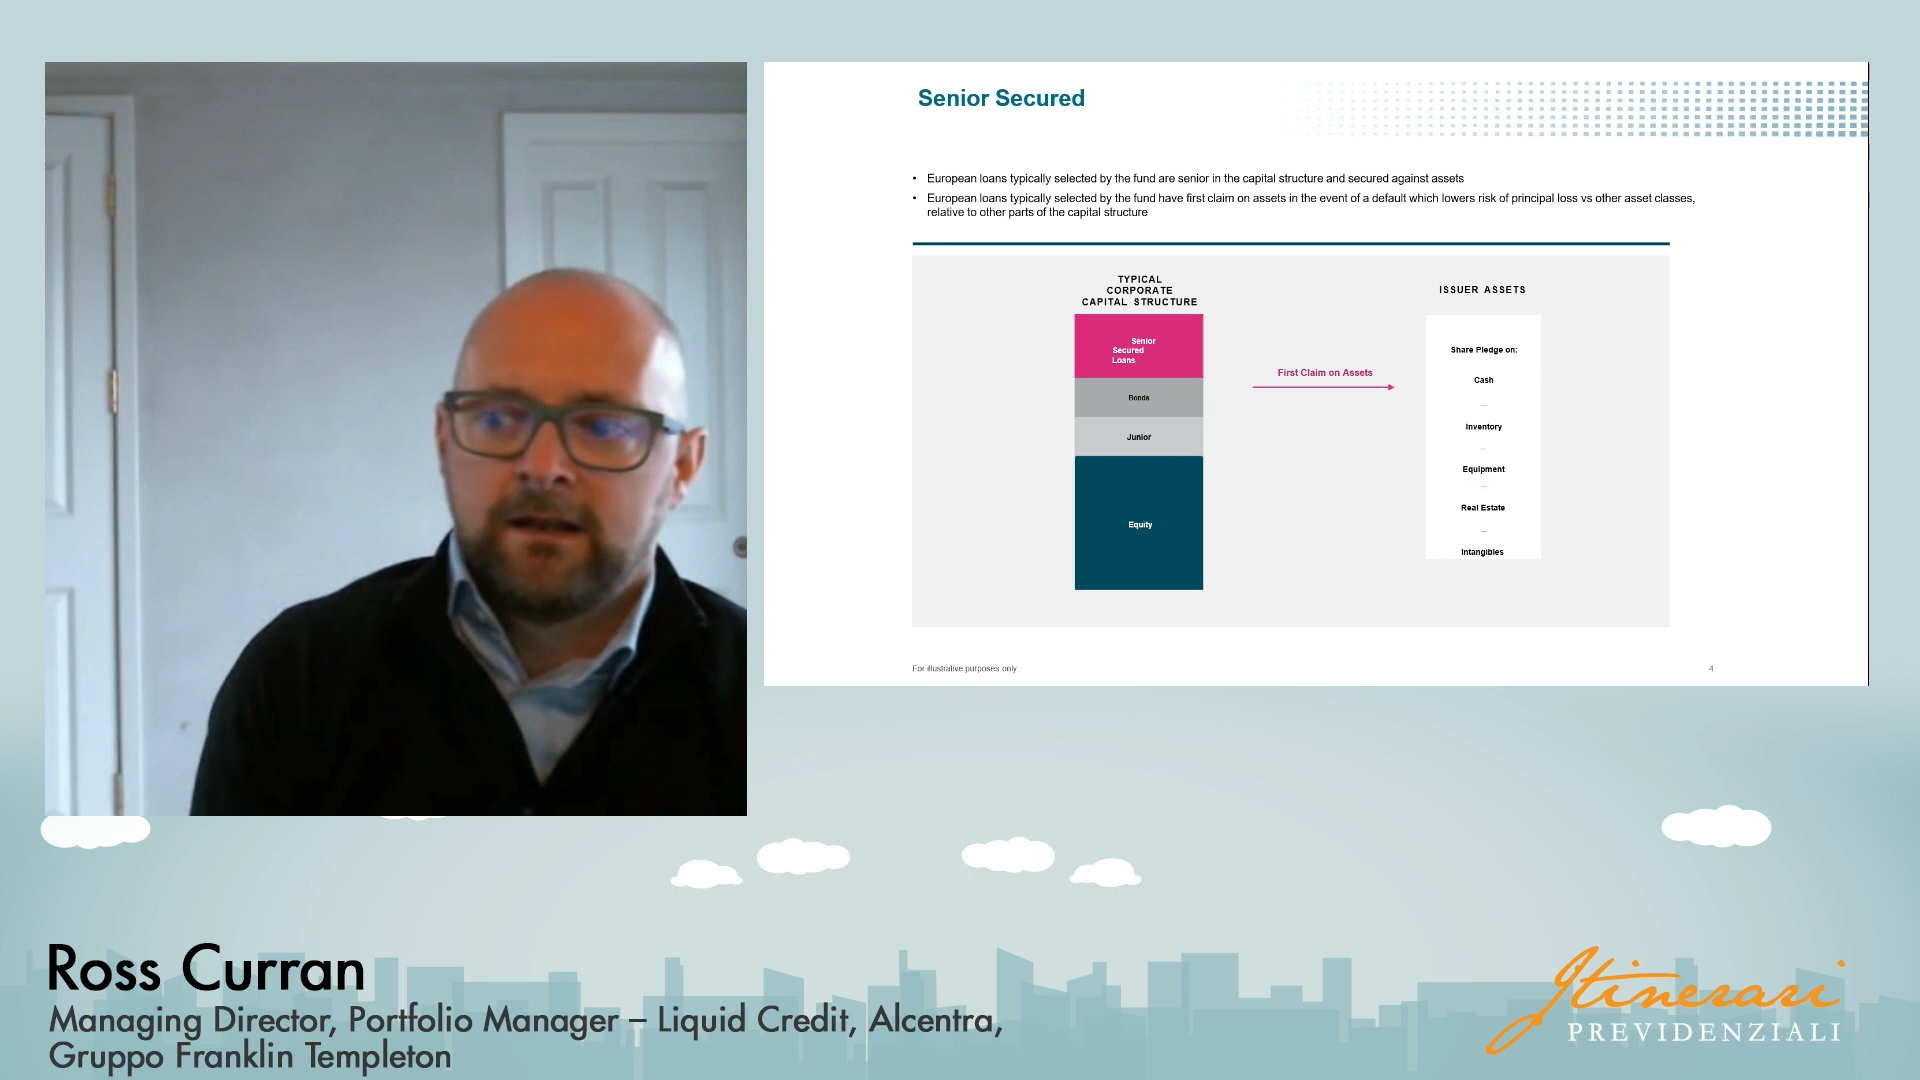 Senior Secured
• European loans typically selected by the fund are senior in the capital structure and secured against assets
• European loans typically selected by the fund have first claim on assets in the event of a default which lowers risk of principal loss vs other asset classes,
relative to other parts of the capital structure
TYPICAL
CORPORATE
CAPITAL STRUCTURE
Senior
Secured
Loans
Bonds
Junior
Equity
First Claim on Assets
ISSUER ASSETS
Share Pledge on:
Cash
—
Inventory
—
Equipment
—
Real Estate
—
Intangibles
For illustrative purposes only.
4
Ross Curran
Managing Director, Portfolio Manager – Liquid Credit, Alcentra,
Gruppo Franklin Templeton
Itinerari
PREVIDENZIALI